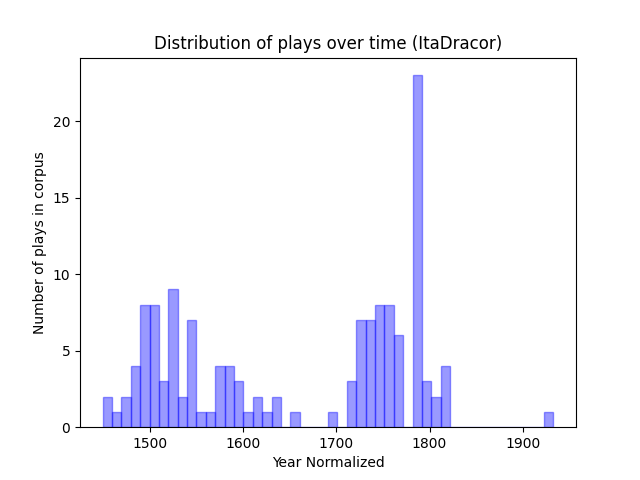 Distribution of plays over time (ItaDracor)
Number of plays in corpus
20
15
10
5
0
1500 1600 1700 1800 1900
Year Normalized